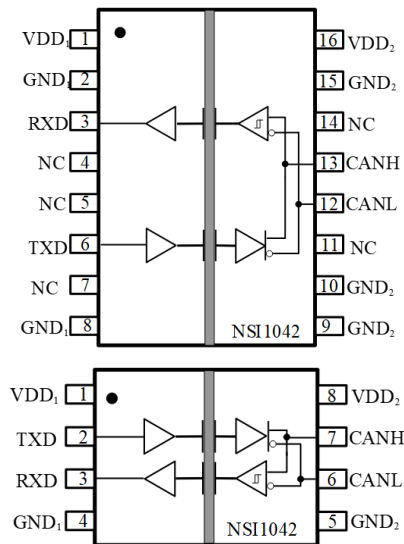 VDD₁ 1 16 VDD₂
GND₁ 2 15 GND₂
RXD 3 14 NC
NC 4 13 CANH
NC 5 12 CANL
TXD 6 11 NC
NC 7 10 GND₂
GND₁ 8 NSI1042 9 GND₂
VDD₁ 1 8 VDD₂
TXD 2 7 CANH
RXD 3 6 CANL
GND₁ 4 NSI1042 5 GND₂